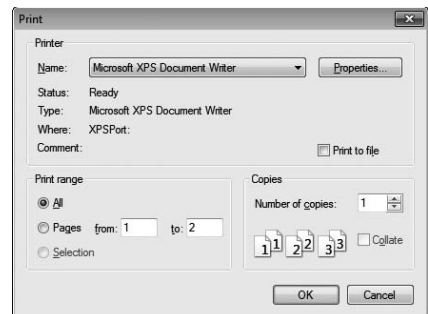 Print
Printer
Name: Microsoft XPS Document Writer Properties...
Status: Ready
Type: Microsoft XPS Document Writer
Where: XPSPort:
Comment: Print to file
Print range
All
Pages from: 1 to: 2
Selection
Copies
Number of copies: 1
1 1 2 2 3 3 Collate
OK Cancel